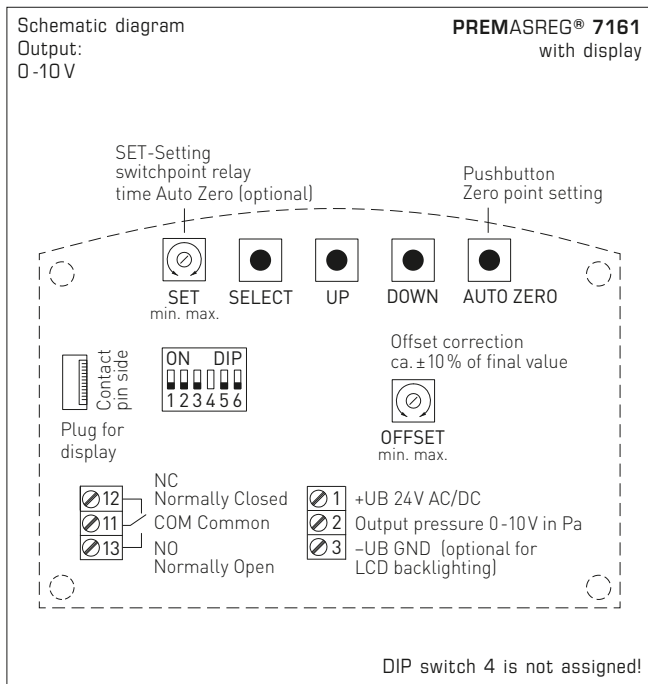 Schematic diagram
Output:
0-10 V
PREMASREG® 7161
with display
SET-Setting
switchpoint relay
time Auto Zero (optional)
Pushbutton
Zero point setting
SET
min. max.
SELECT
UP
DOWN
AUTO ZERO
Contact
pin side
Plug for
display
ON DIP
1 2 3 4 5 6
Offset correction
ca. ±10 % of final value
OFFSET
min. max.
NC
12 Normally Closed
11 COM Common
13 NO
Normally Open
1 +UB 24V AC/DC
2 Output pressure 0-10V in Pa
3 –UB GND (optional for
LCD backlighting)
DIP switch 4 is not assigned!